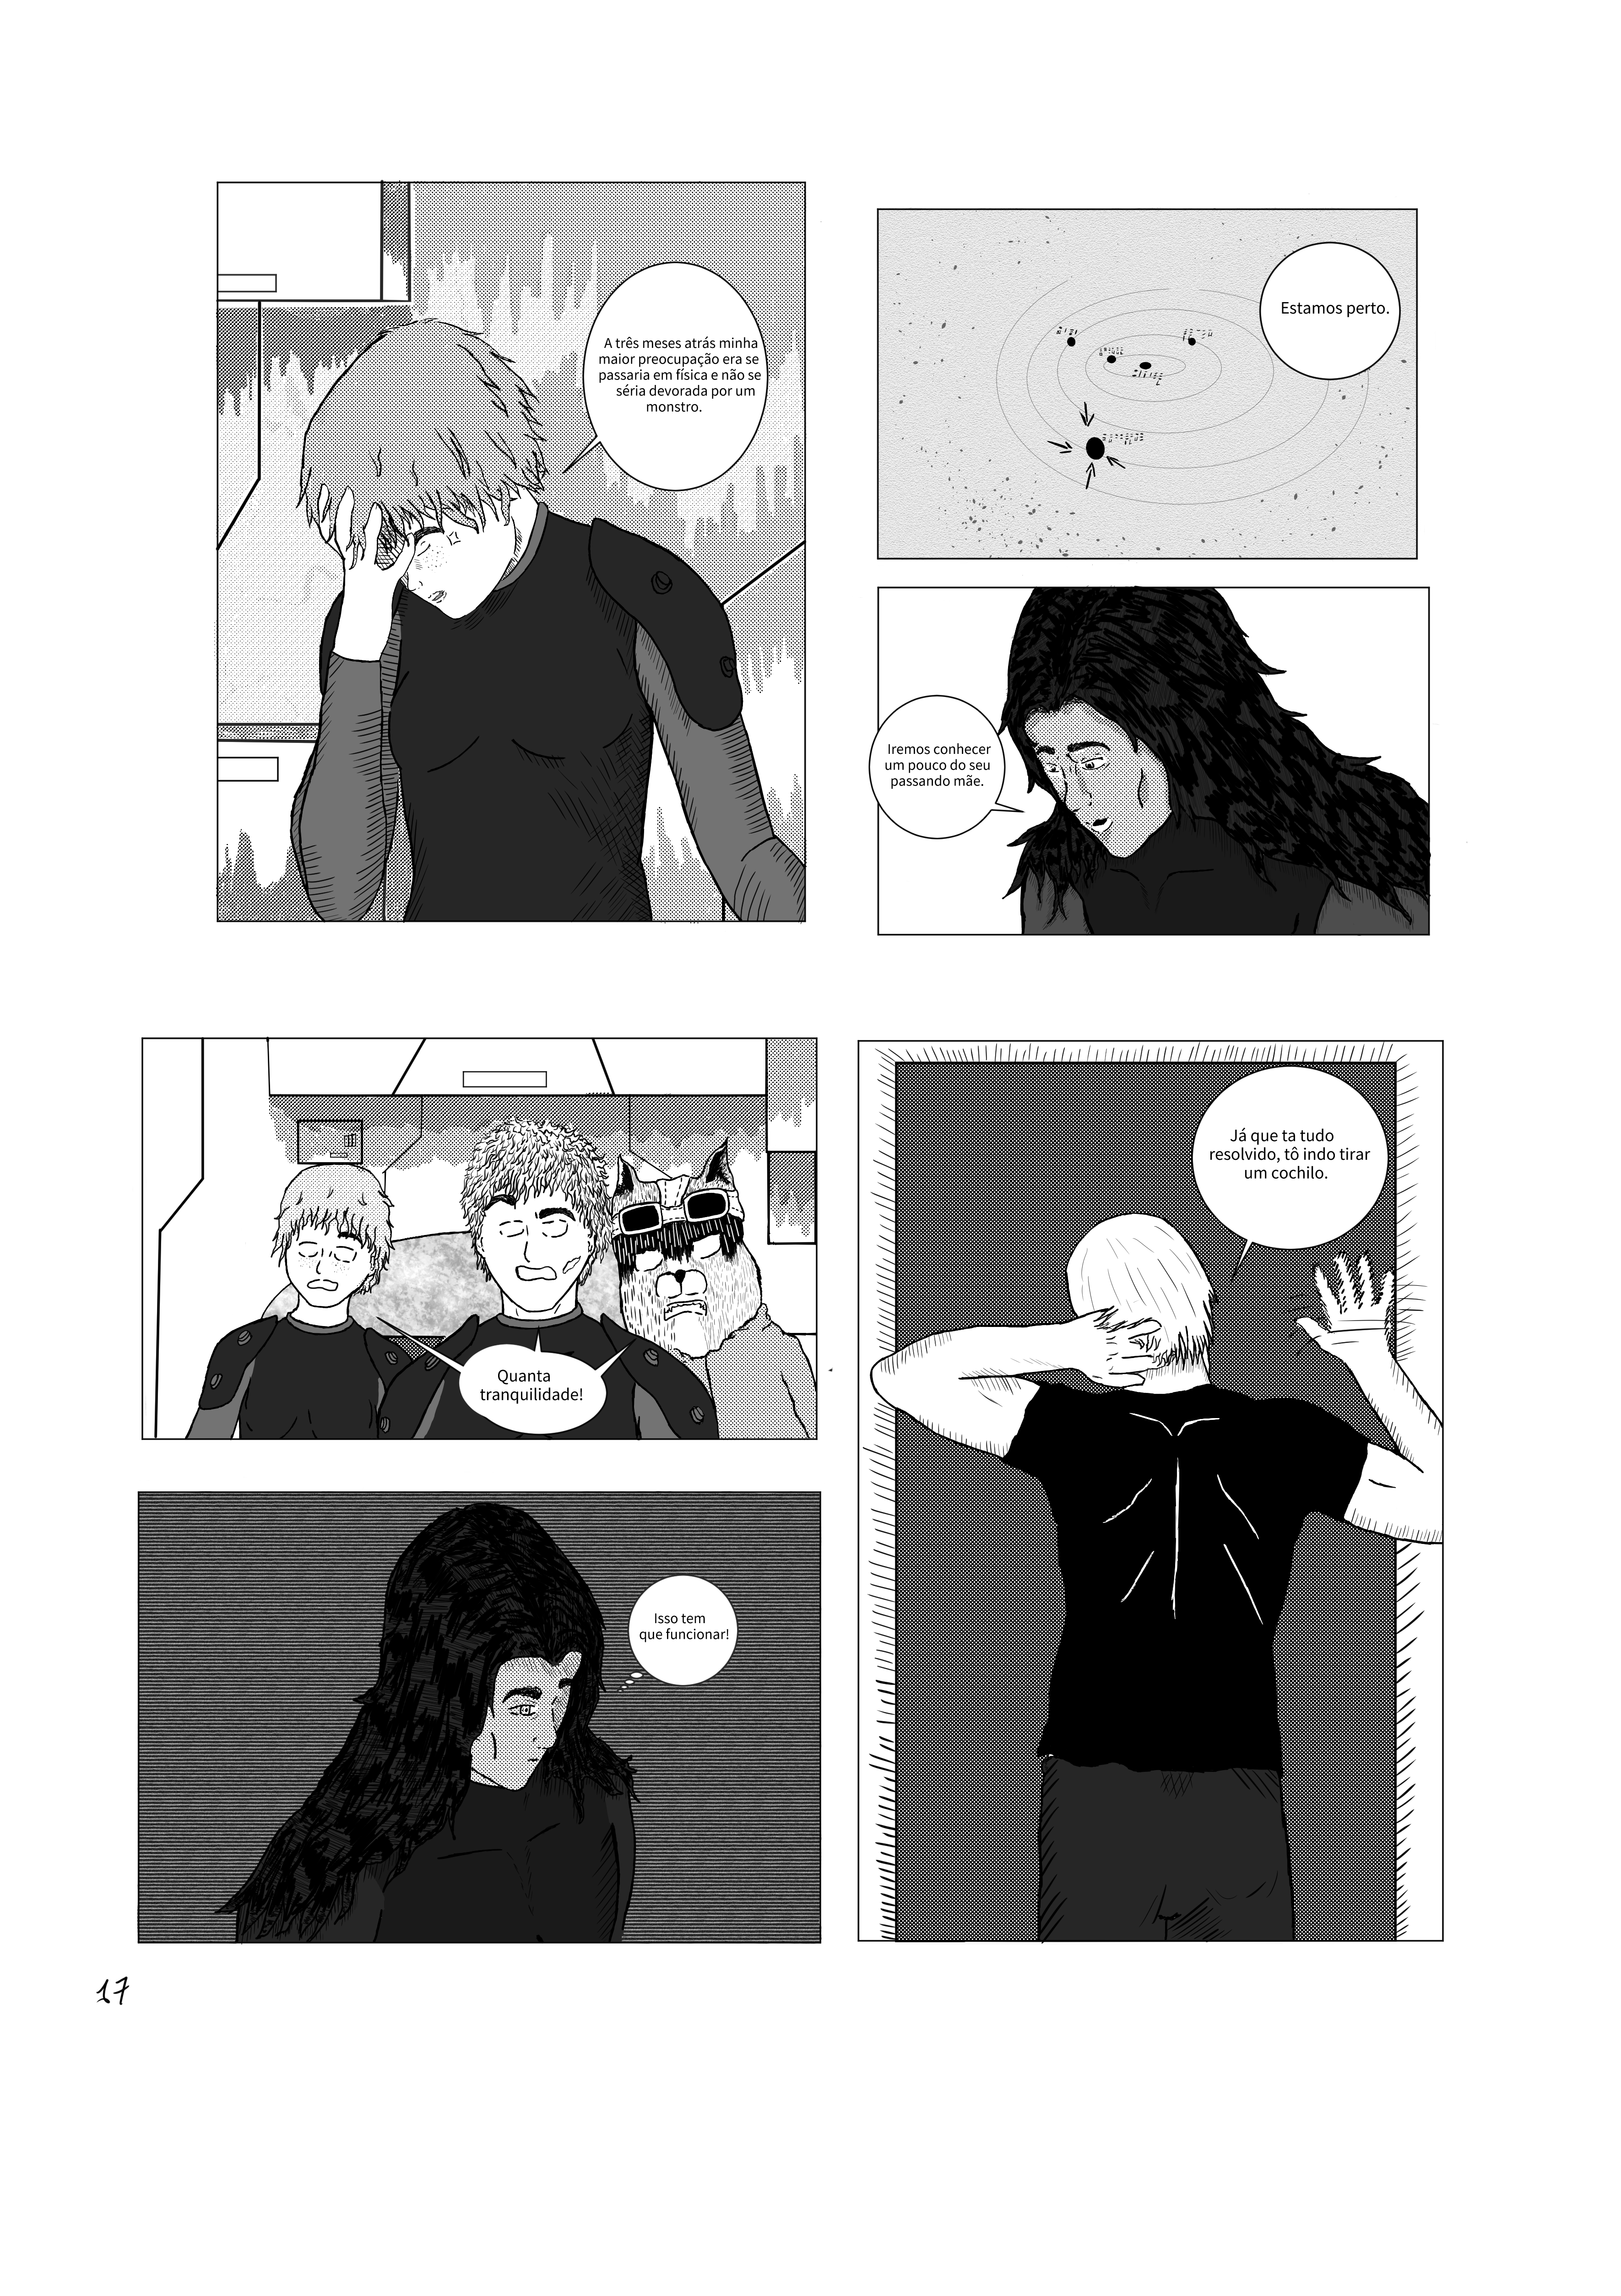 Estamos perto.
Iremos conhecer
um pouco do seu
passando mãe.
A três meses atrás minha
maior preocupação era se
passaria em física e não se
séria devorada por um
monstro.
Já que ta tudo
resolvido, tô indo tirar
um cochilo.
Quanta
tranquilidade!
Isso tem
que funcionar!
17